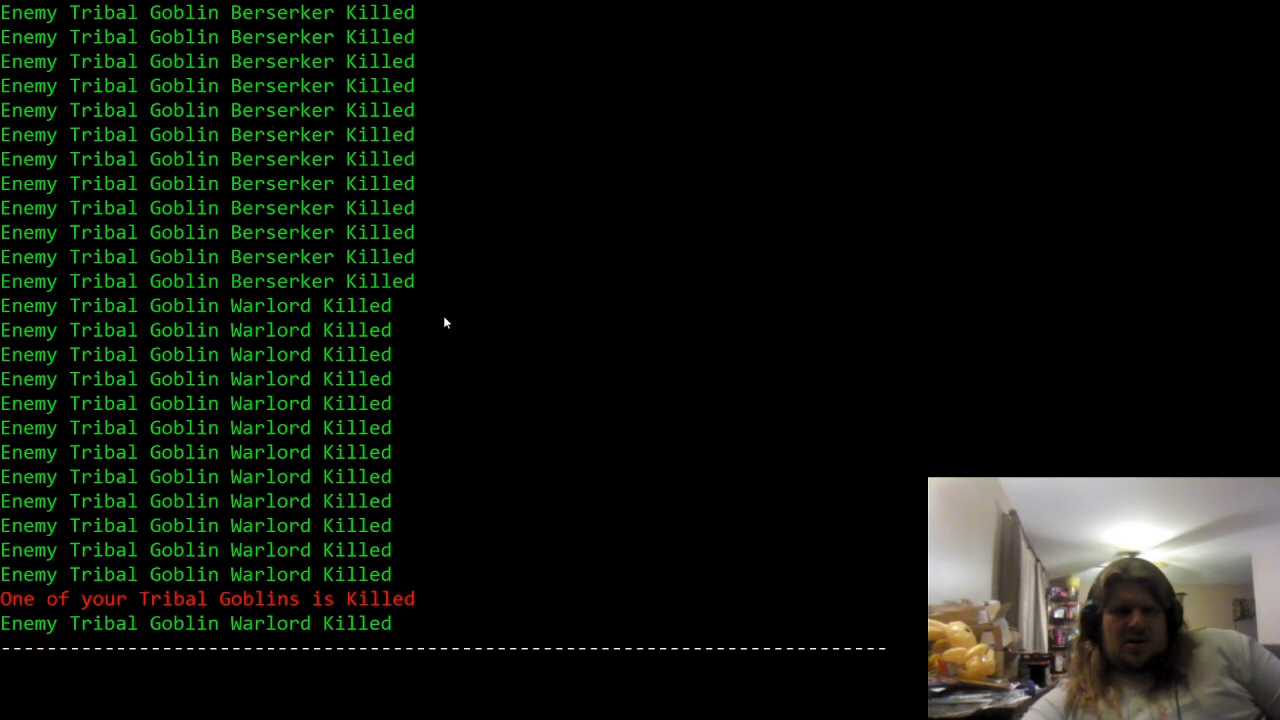 Enemy Tribal Goblin Berserker Killed
Enemy Tribal Goblin Berserker Killed
Enemy Tribal Goblin Berserker Killed
Enemy Tribal Goblin Berserker Killed
Enemy Tribal Goblin Berserker Killed
Enemy Tribal Goblin Berserker Killed
Enemy Tribal Goblin Berserker Killed
Enemy Tribal Goblin Berserker Killed
Enemy Tribal Goblin Berserker Killed
Enemy Tribal Goblin Berserker Killed
Enemy Tribal Goblin Berserker Killed
Enemy Tribal Goblin Berserker Killed
Enemy Tribal Goblin Warlord Killed
Enemy Tribal Goblin Warlord Killed
Enemy Tribal Goblin Warlord Killed
Enemy Tribal Goblin Warlord Killed
Enemy Tribal Goblin Warlord Killed
Enemy Tribal Goblin Warlord Killed
Enemy Tribal Goblin Warlord Killed
Enemy Tribal Goblin Warlord Killed
Enemy Tribal Goblin Warlord Killed
Enemy Tribal Goblin Warlord Killed
Enemy Tribal Goblin Warlord Killed
Enemy Tribal Goblin Warlord Killed
One of your Tribal Goblins is Killed
Enemy Tribal Goblin Warlord Killed
-----------------------------------------------------------------------------